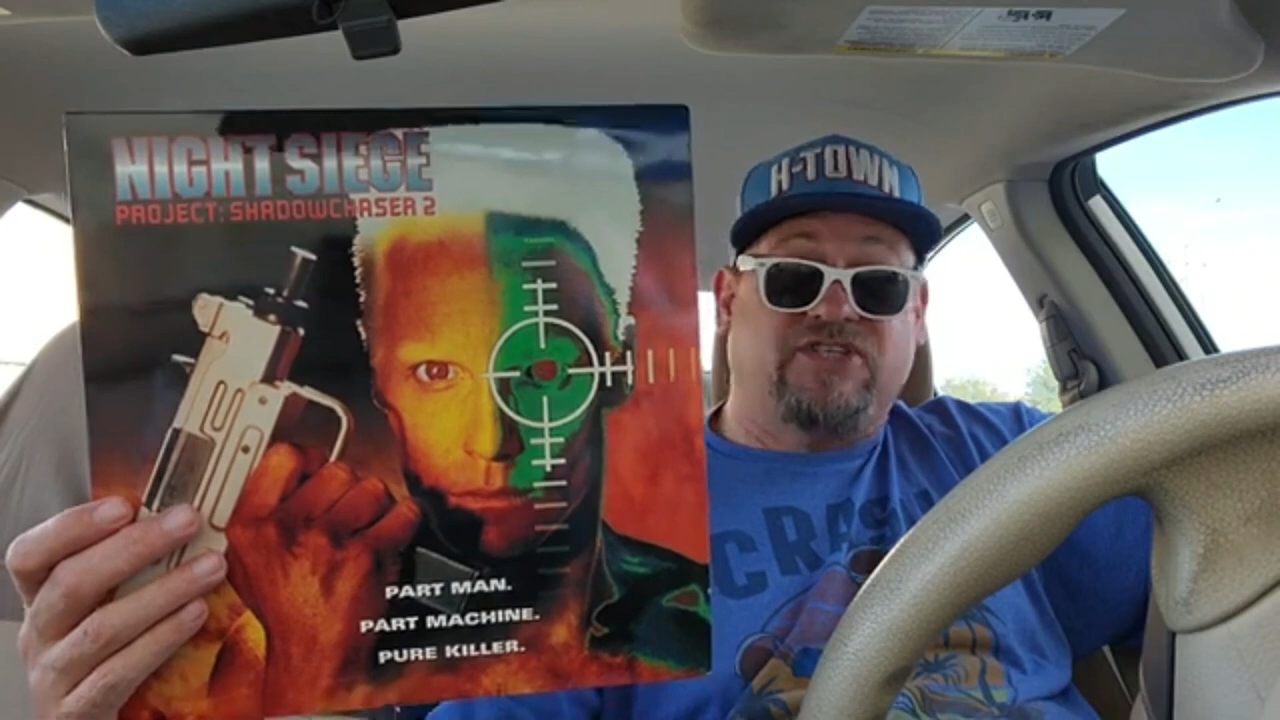 NIGHT SIEGE
PROJECT: SHADOWCHASER 2
PART MAN.
PART MACHINE.
PURE KILLER.
H-TOWN
CRASH